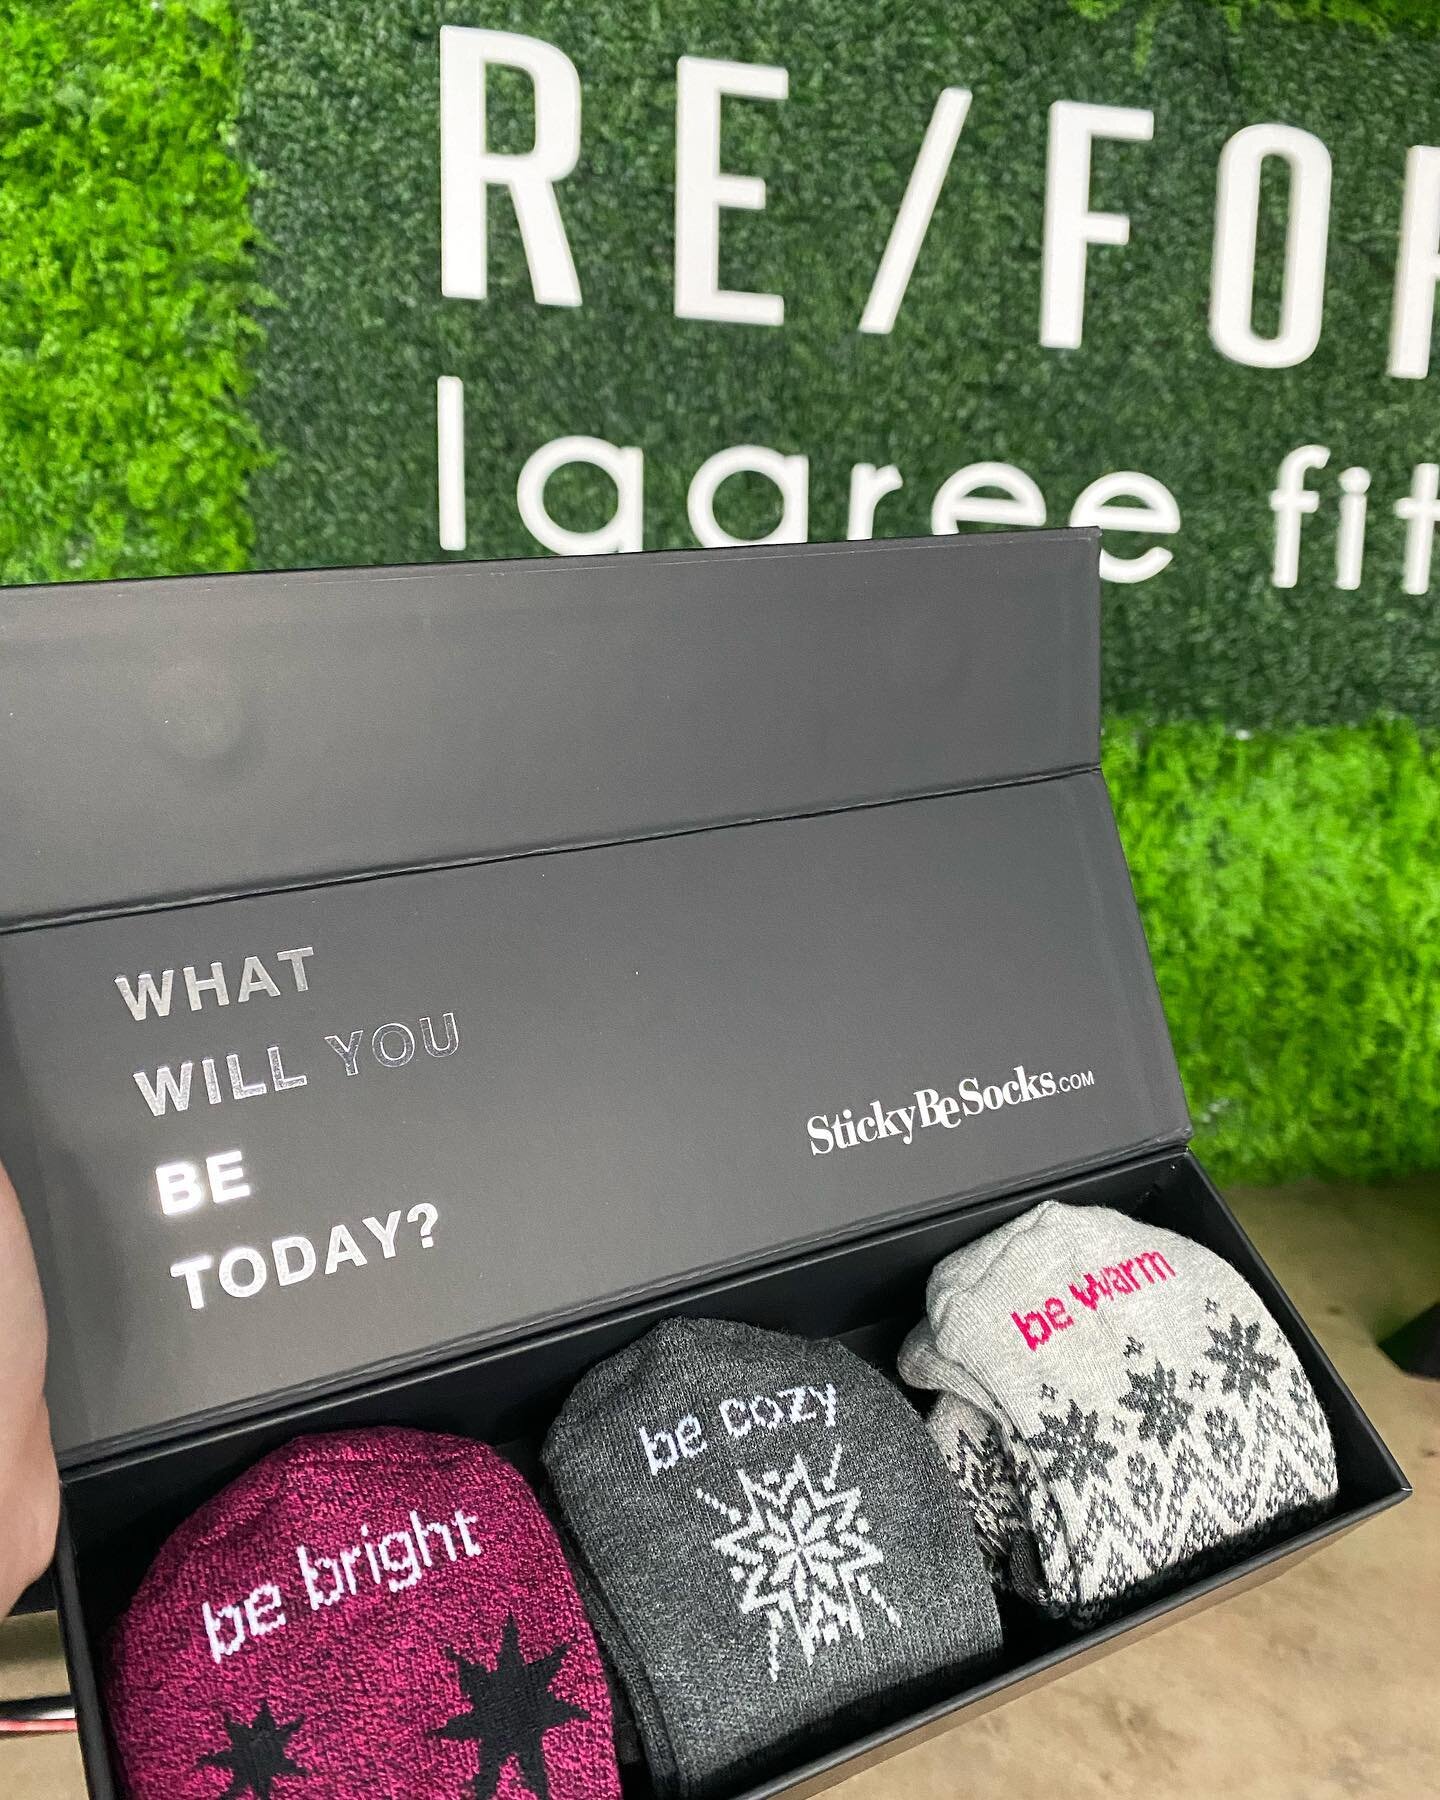 RE/FOR
lagree fit
WHAT
WILL YOU
BE
TODAY?
StickyBeSocks.COM
be bright
be cozy
be warm